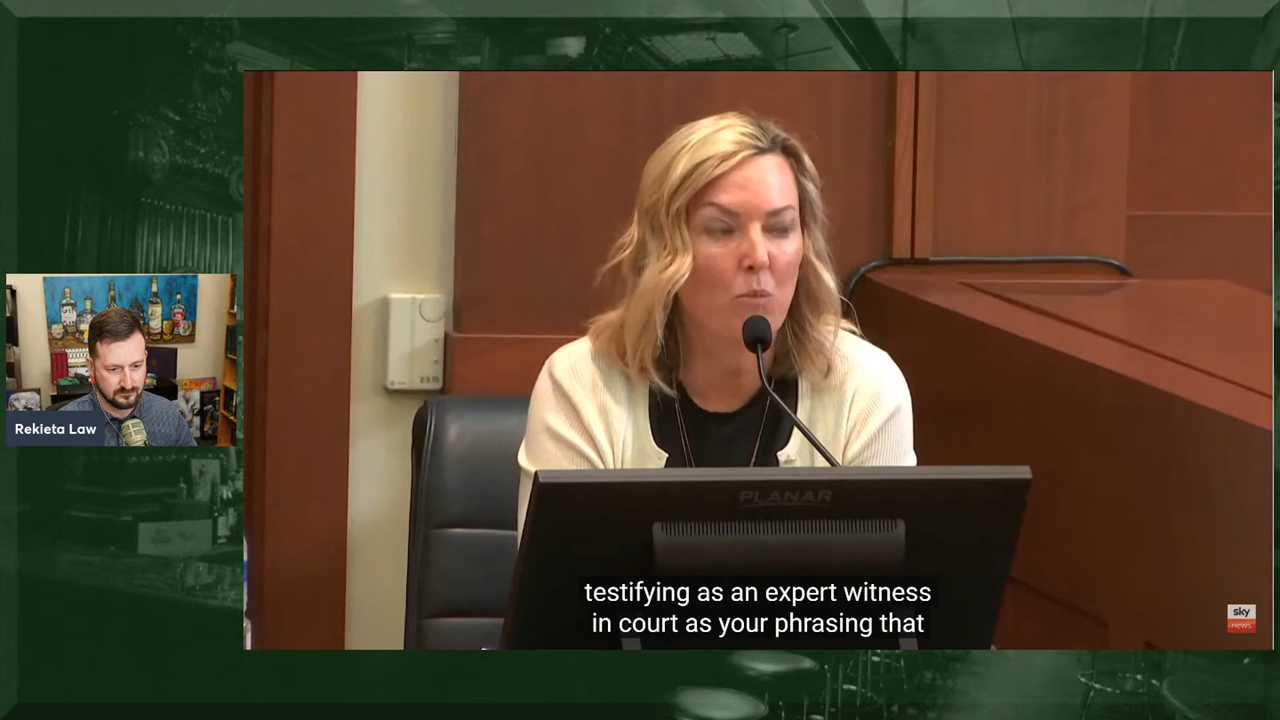 Rekieta Law
PLANAR
testifying as an expert witness
in court as your phrasing that
sky
news